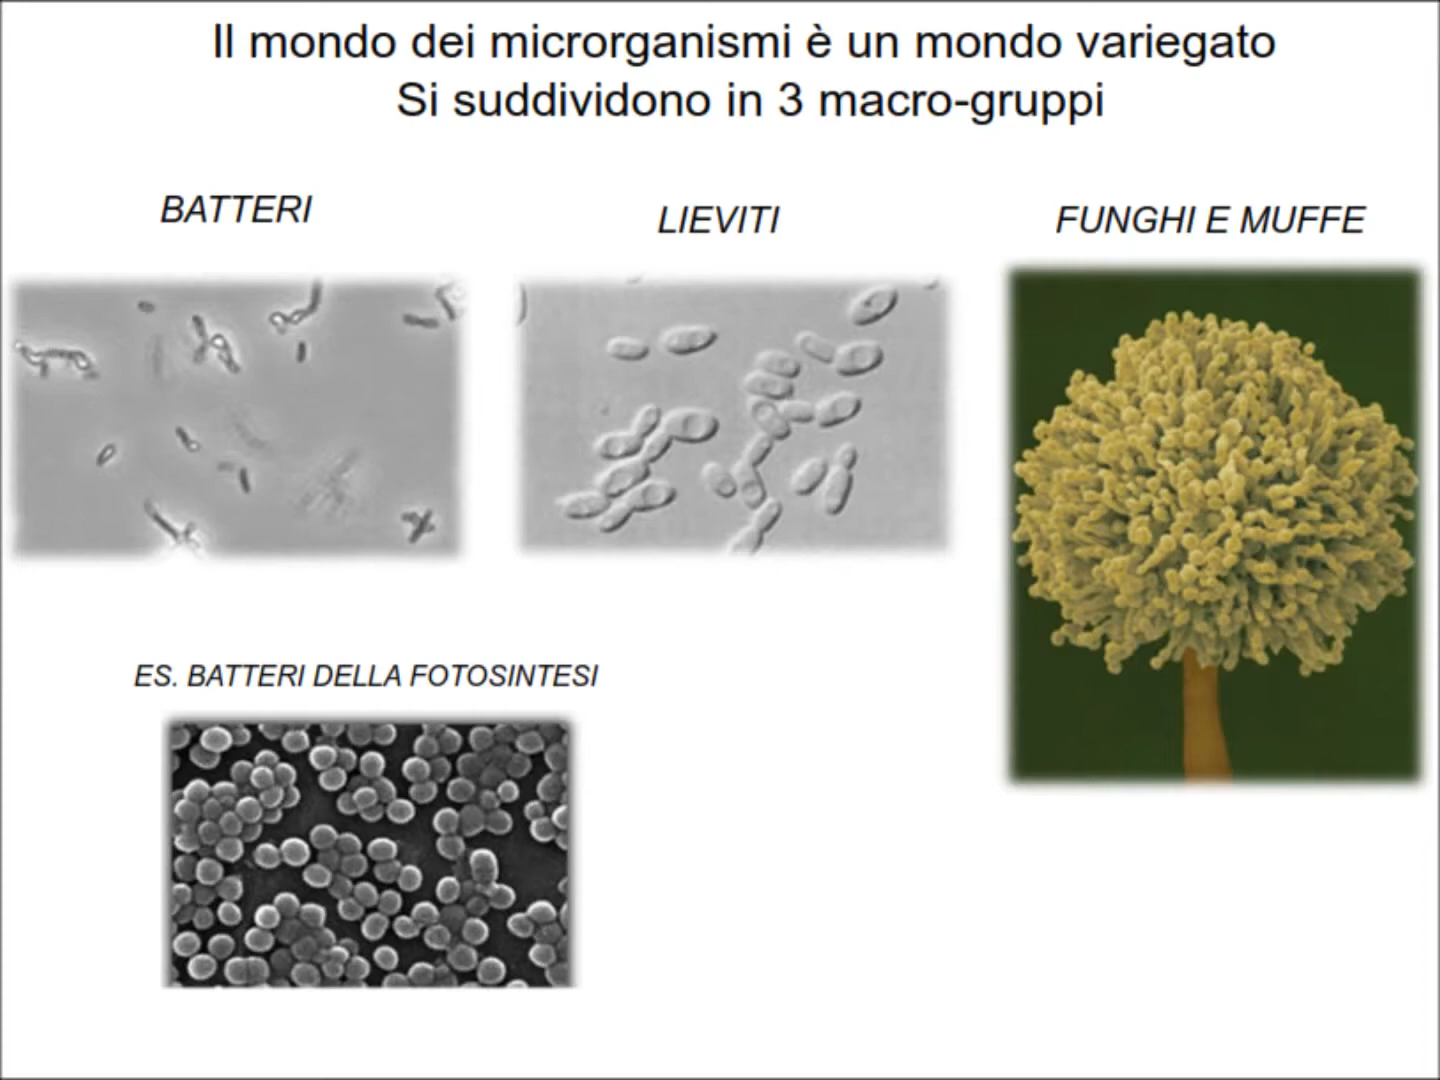 Il mondo dei microrganismi è un mondo variegato
Si suddividono in 3 macro-gruppi
BATTERI
LIEVITI
FUNGHI E MUFFE
ES. BATTERI DELLA FOTOSINTESI